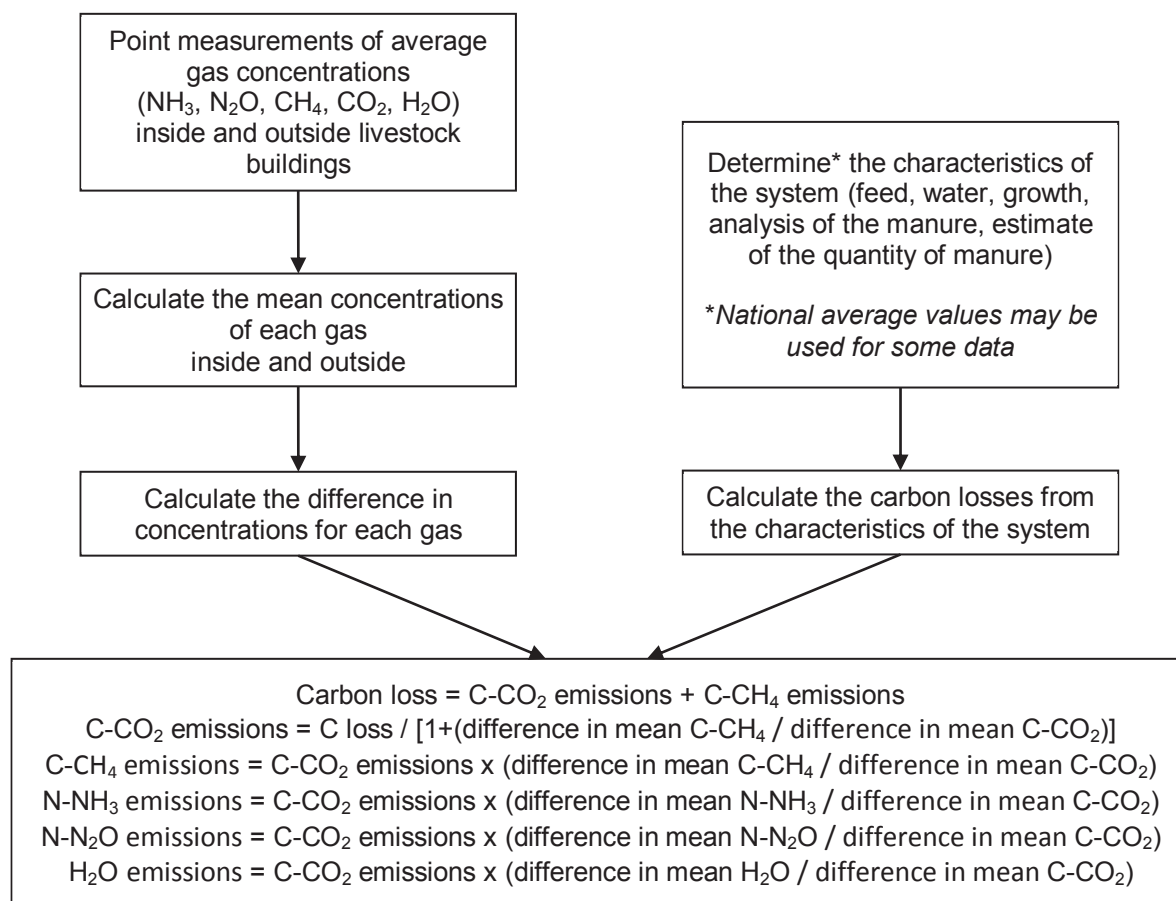 Point measurements of average
gas concentrations
(NH₃, N₂O, CH₄, CO₂, H₂O)
inside and outside livestock
buildings
Calculate the mean concentrations
of each gas
inside and outside
Calculate the difference in
concentrations for each gas
Determine* the characteristics of
the system (feed, water, growth,
analysis of the manure, estimate
of the quantity of manure)
*National average values may be
used for some data
Calculate the carbon losses from
the characteristics of the system
Carbon loss = C-CO₂ emissions + C-CH₄ emissions
C-CO₂ emissions = C loss / [1+(difference in mean C-CH₄ / difference in mean C-CO₂)]
C-CH₄ emissions = C-CO₂ emissions x (difference in mean C-CH₄ / difference in mean C-CO₂)
N-NH₃ emissions = C-CO₂ emissions x (difference in mean N-NH₃ / difference in mean C-CO₂)
N-N₂O emissions = C-CO₂ emissions x (difference in mean N-N₂O / difference in mean C-CO₂)
H₂O emissions = C-CO₂ emissions x (difference in mean H₂O / difference in mean C-CO₂)